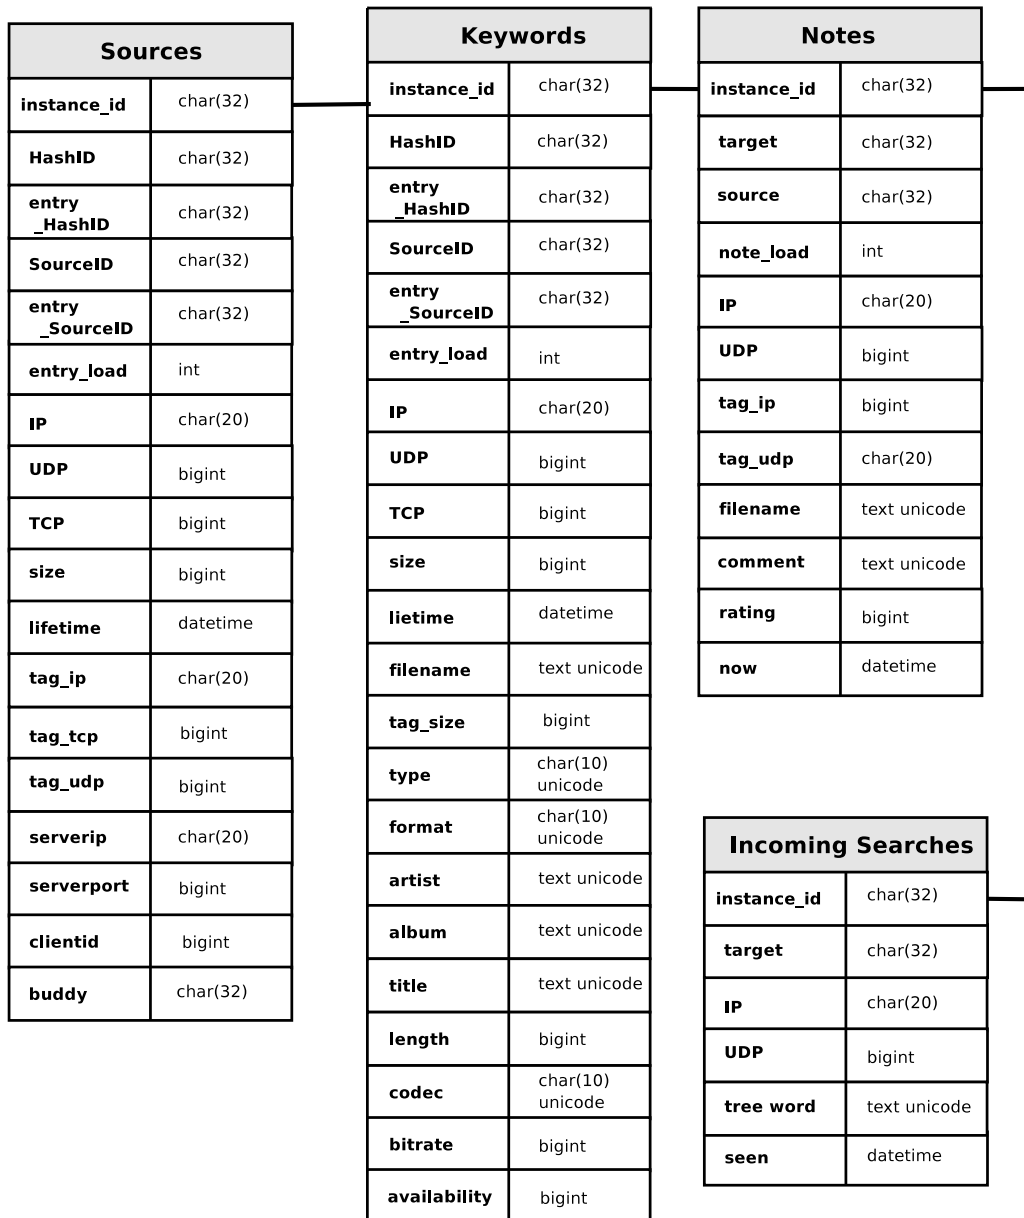 Sources
instance_id char(32)
HashID char(32)
entry
_HashID char(32)
SourceID char(32)
entry
_SourceID char(32)
entry_load int
IP char(20)
UDP bigint
TCP bigint
size bigint
lifetime datetime
tag_ip char(20)
tag_tcp bigint
tag_udp bigint
serverip char(20)
serverport bigint
clientid bigint
buddy char(32)
Keywords
instance_id char(32)
HashID char(32)
entry
_HashID char(32)
SourceID char(32)
entry
_SourceID char(32)
entry_load int
IP char(20)
UDP bigint
TCP bigint
size bigint
lietime datetime
filename text unicode
tag_size bigint
type char(10)
unicode
format char(10)
unicode
artist text unicode
album text unicode
title text unicode
length bigint
codec char(10)
unicode
bitrate bigint
availability bigint
Notes
instance_id char(32)
target char(32)
source char(32)
note_load int
IP char(20)
UDP bigint
tag_ip bigint
tag_udp char(20)
filename text unicode
comment text unicode
rating bigint
now datetime
Incoming Searches
instance_id char(32)
target char(32)
IP char(20)
UDP bigint
tree word text unicode
seen datetime